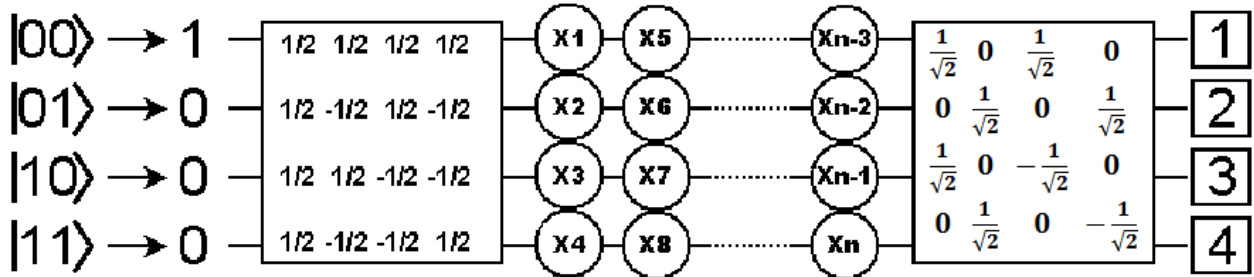 |00⟩ → 1 1/2 1/2 1/2 1/2 X1 X5 Xn-3 1/√2 0 1/√2 0 1
|01⟩ → 0 1/2 -1/2 1/2 -1/2 X2 X6 Xn-2 0 1/√2 0 1/√2 2
|10⟩ → 0 1/2 1/2 -1/2 -1/2 X3 X7 Xn-1 1/√2 0 -1/√2 0 3
|11⟩ → 0 1/2 -1/2 -1/2 1/2 X4 X8 Xn 0 1/√2 0 -1/√2 4